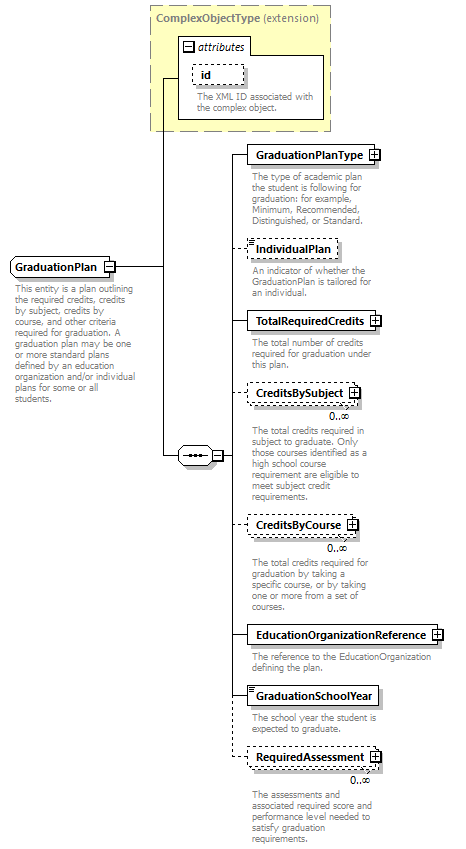 ComplexObjectType (extension)
attributes
id
The XML ID associated with
the complex object.
GraduationPlan
This entity is a plan outlining
the required credits, credits
by subject, credits by
course, and other criteria
required for graduation. A
graduation plan may be one
or more standard plans
defined by an education
organization and/or individual
plans for some or all
students.
GraduationPlanType
The type of academic plan
the student is following for
graduation: for example,
Minimum, Recommended,
Distinguished, or Standard.
IndividualPlan
An indicator of whether the
GraduationPlan is tailored for
an individual.
TotalRequiredCredits
The total number of credits
required for graduation under
this plan.
CreditsBySubject
0..∞
The total credits required in
subject to graduate. Only
those courses identified as a
high school course
requirement are eligible to
meet subject credit
requirements.
CreditsByCourse
0..∞
The total credits required for
graduation by taking a
specific course, or by taking
one or more from a set of
courses.
EducationOrganizationReference
The reference to the EducationOrganization
defining the plan.
GraduationSchoolYear
The school year the student is
expected to graduate.
RequiredAssessment
0..∞
The assessments and
associated required score and
performance level needed to
satisfy graduation
requirements.